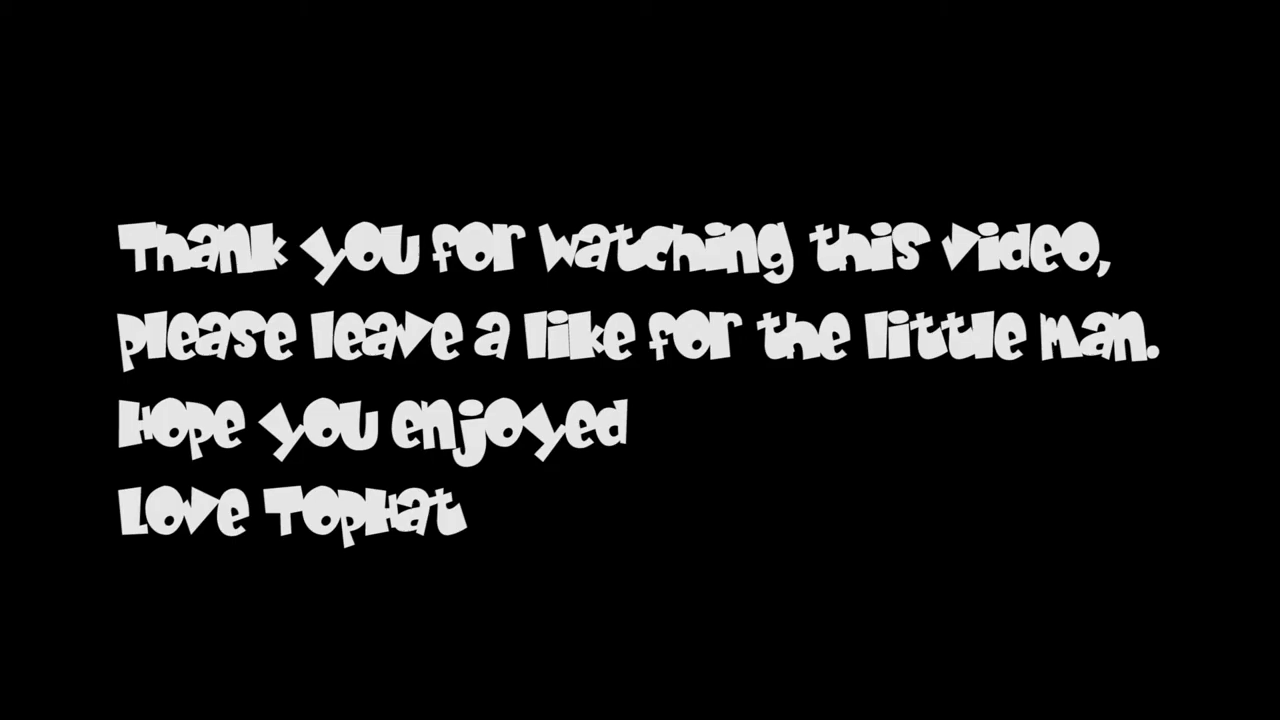 Thank you for watching this video,
please leave a like for the little man.
Hope you enjoyed
Love TopHat